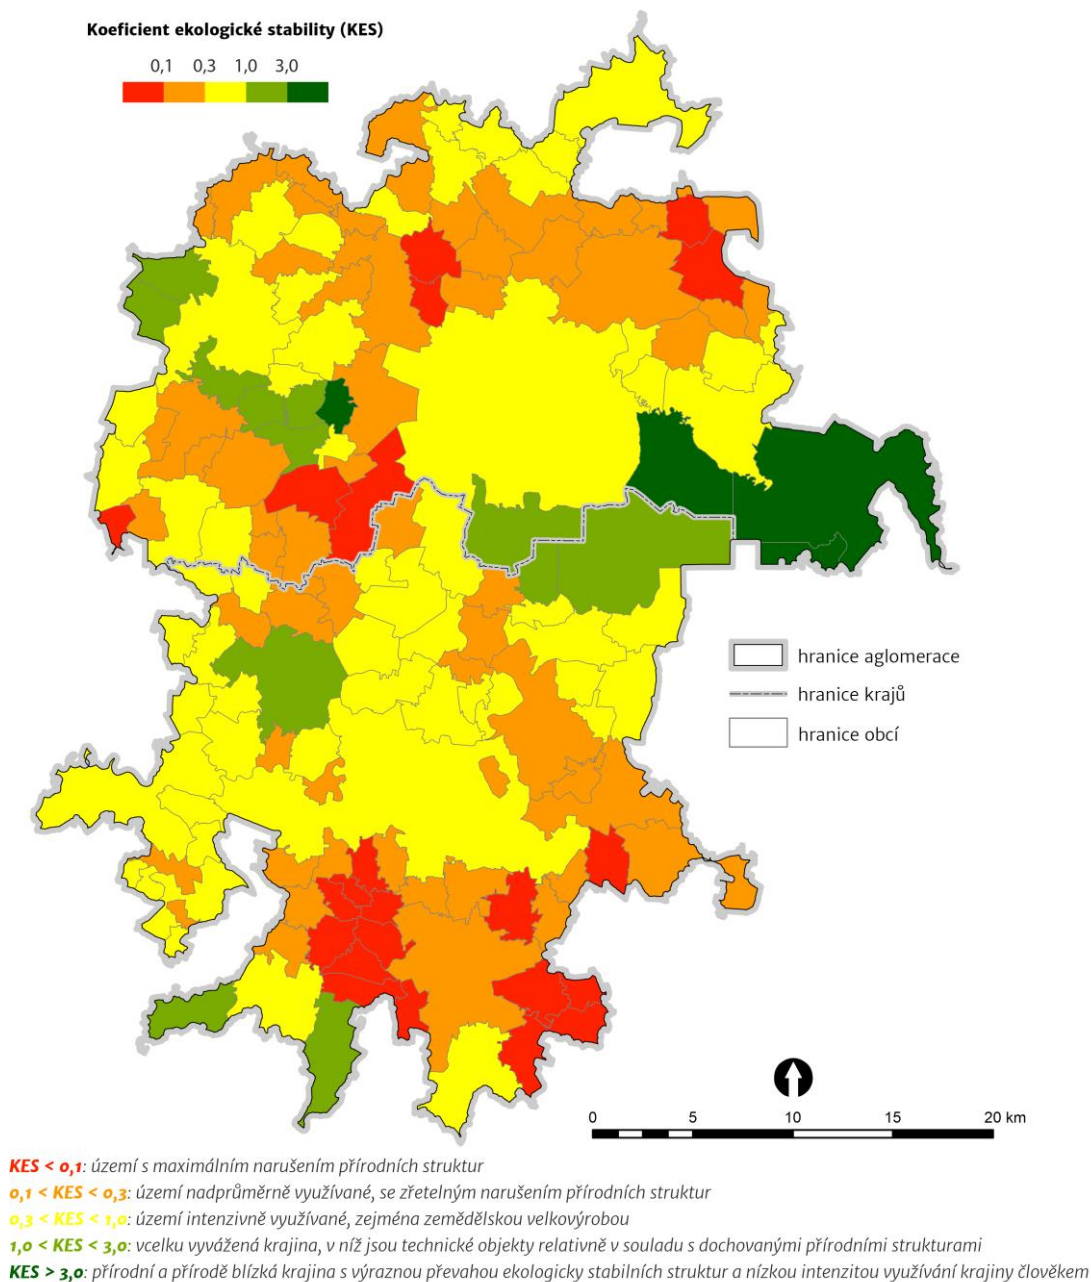 Koeficient ekologické stability (KES)
0,1 0,3 1,0 3,0
hranice aglomerace
hranice krajů
hranice obcí
0 5 10 15 20 km
KES < 0,1: území s maximálním narušením přírodních struktur
0,1 < KES < 0,3: území nadprůměrně využívané, se zřetelným narušením přírodních struktur
0,3 < KES < 1,0: území intenzivně využívané, zejména zemědělskou velkovýrobou
1,0 < KES < 3,0: vcelku vyvážená krajina, v níž jsou technické objekty relativně v souladu s dochovanými přírodními strukturami
KES > 3,0: přírodní a přírodě blízká krajina s výraznou převahou ekologicky stabilních struktur a nízkou intenzitou využívání krajiny člověkem